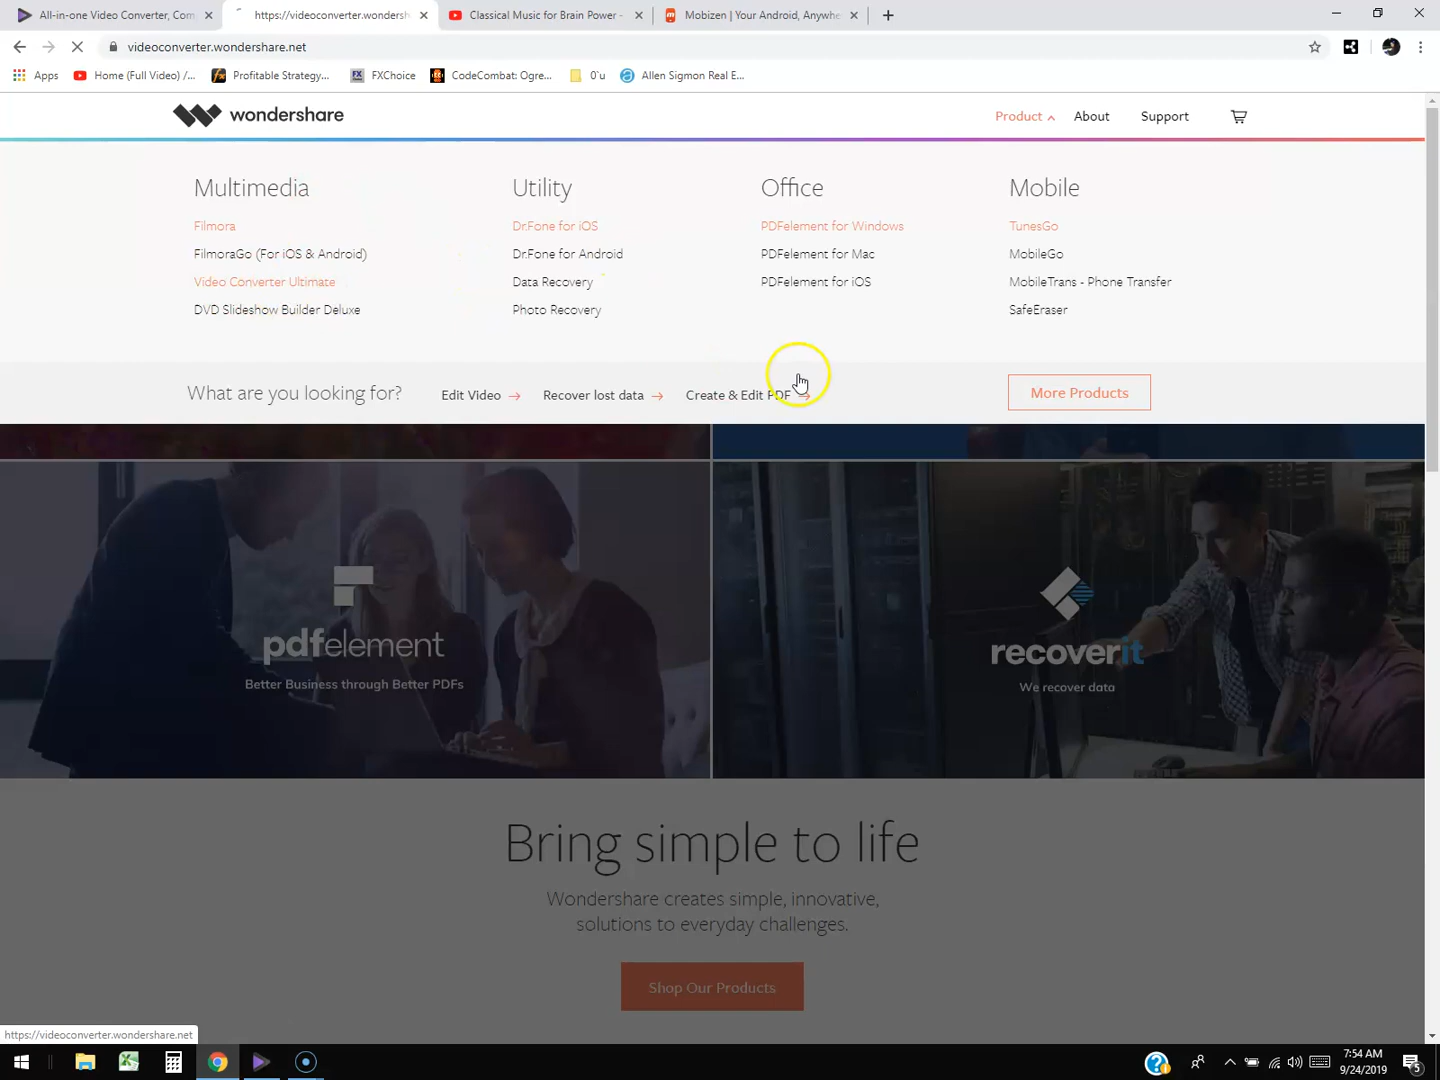 All-in-one Video Converter, Com
https://videoconverter.wondersh
Classical Music for Brain Power -
Mobizen | Your Android, Anywhe
videoconverter.wondershare.net
Apps
Home (Full Video) /...
Profitable Strategy...
FXChoice
CodeCombat: Ogre...
0`u
Allen Sigmon Real E...
wondershare
Product
About
Support
Multimedia
Utility
Office
Mobile
Filmora
Dr.Fone for iOS
PDFelement for Windows
TunesGo
FilmoraGo (For iOS & Android)
Dr.Fone for Android
PDFelement for Mac
MobileGo
Video Converter Ultimate
Data Recovery
PDFelement for iOS
MobileTrans - Phone Transfer
DVD Slideshow Builder Deluxe
Photo Recovery
SafeEraser
What are you looking for?
Edit Video
Recover lost data
Create & Edit PDF
More Products
pdfelement
Better Business through Better PDFs
recoverit
We recover data
Bring simple to life
Wondershare creates simple, innovative,
solutions to everyday challenges.
Shop Our Products
https://videoconverter.wondershare.net
7:54 AM
9/24/2019
5